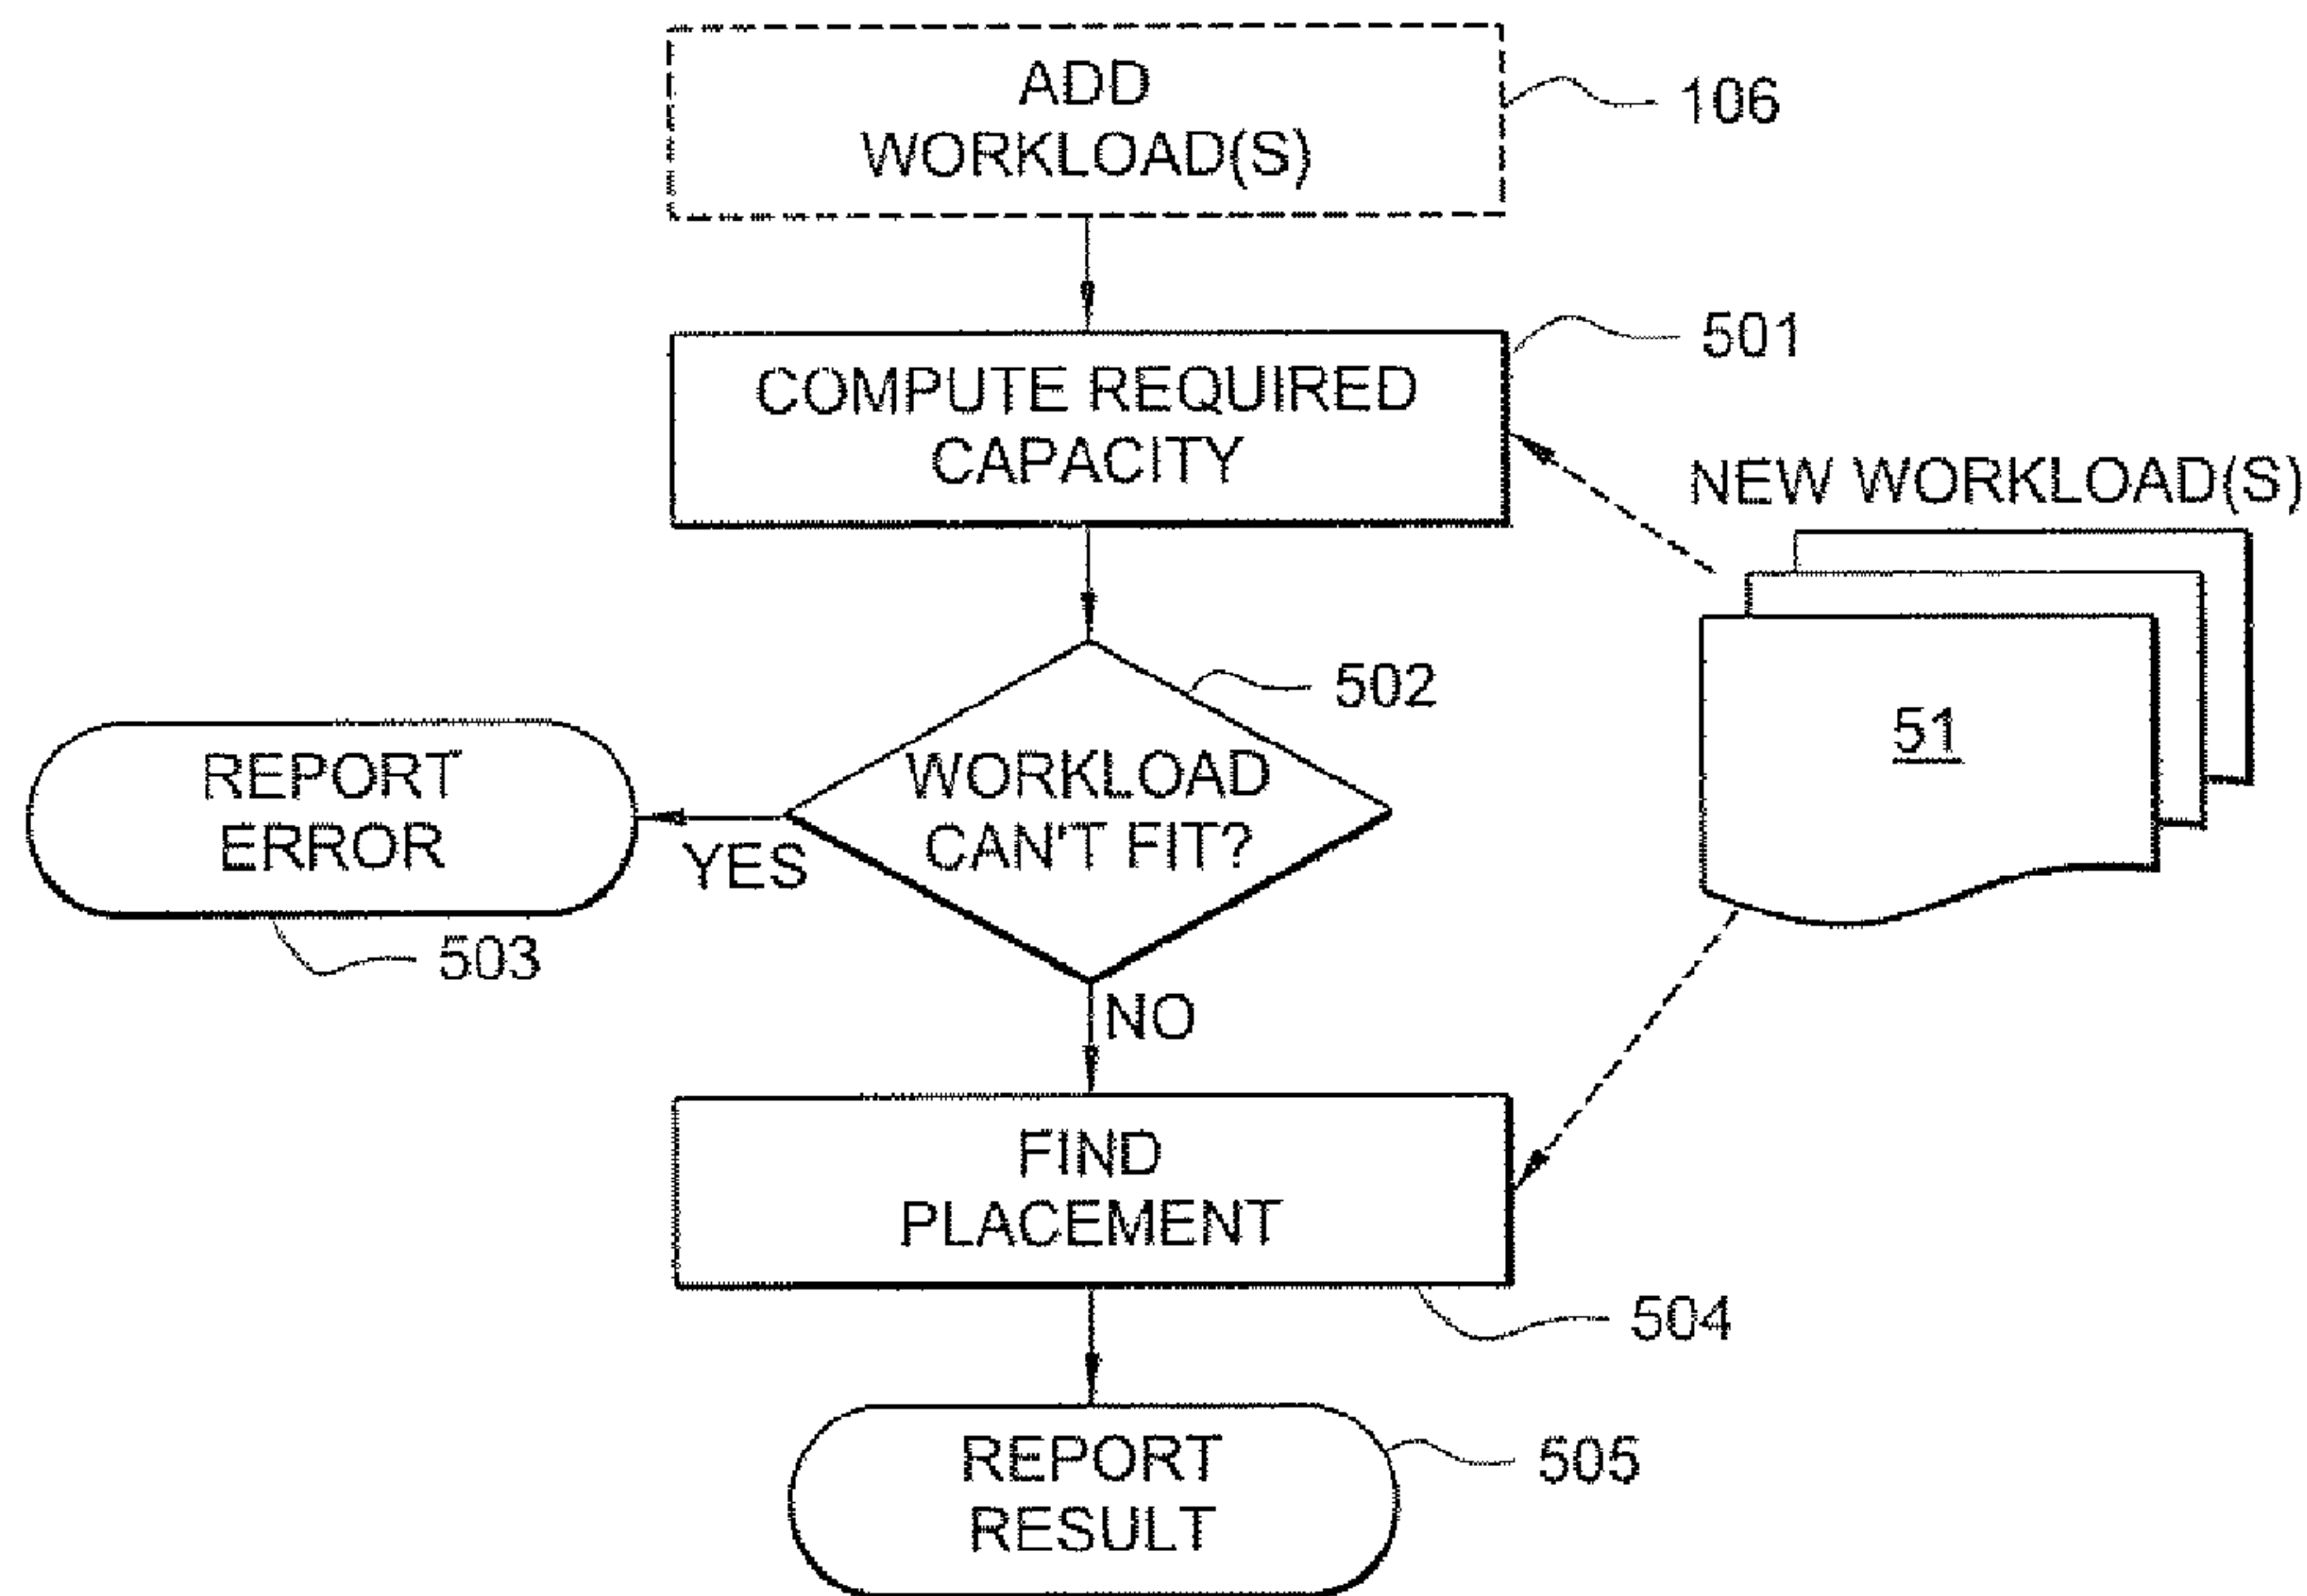 ADD
WORKLOAD(S)
106
COMPUTE REQUIRED
CAPACITY
501
NEW WORKLOAD(S)
51
WORKLOAD
CAN'T FIT?
502
YES
REPORT
ERROR
503
NO
FIND
PLACEMENT
504
REPORT
RESULT
505